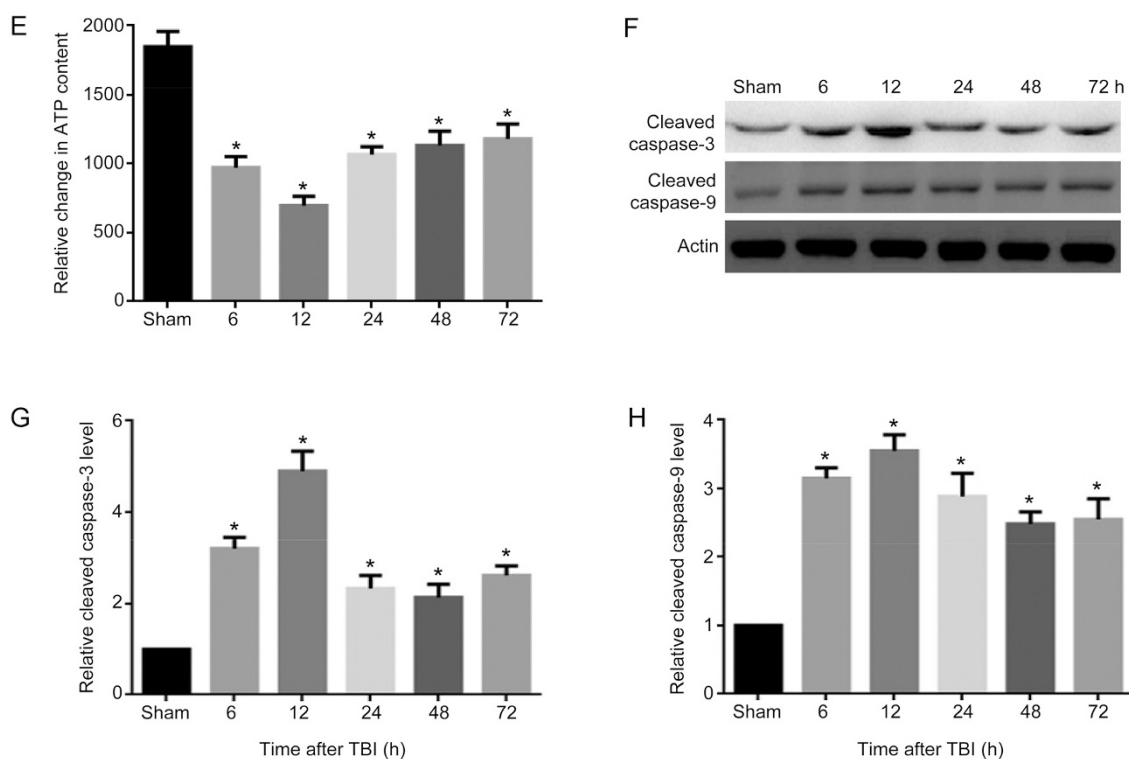 E
Relative change in ATP content
2000
1500
1000
500
0
* * * * *
Sham 6 12 24 48 72
F
Sham 6 12 24 48 72 h
Cleaved
caspase-3
Cleaved
caspase-9
Actin
G
Relative cleaved caspase-3 level
6
4
2
0
* * * * *
Sham 6 12 24 48 72
Time after TBI (h)
H
Relative cleaved caspase-9 level
4
3
2
1
0
* * * * *
Sham 6 12 24 48 72
Time after TBI (h)